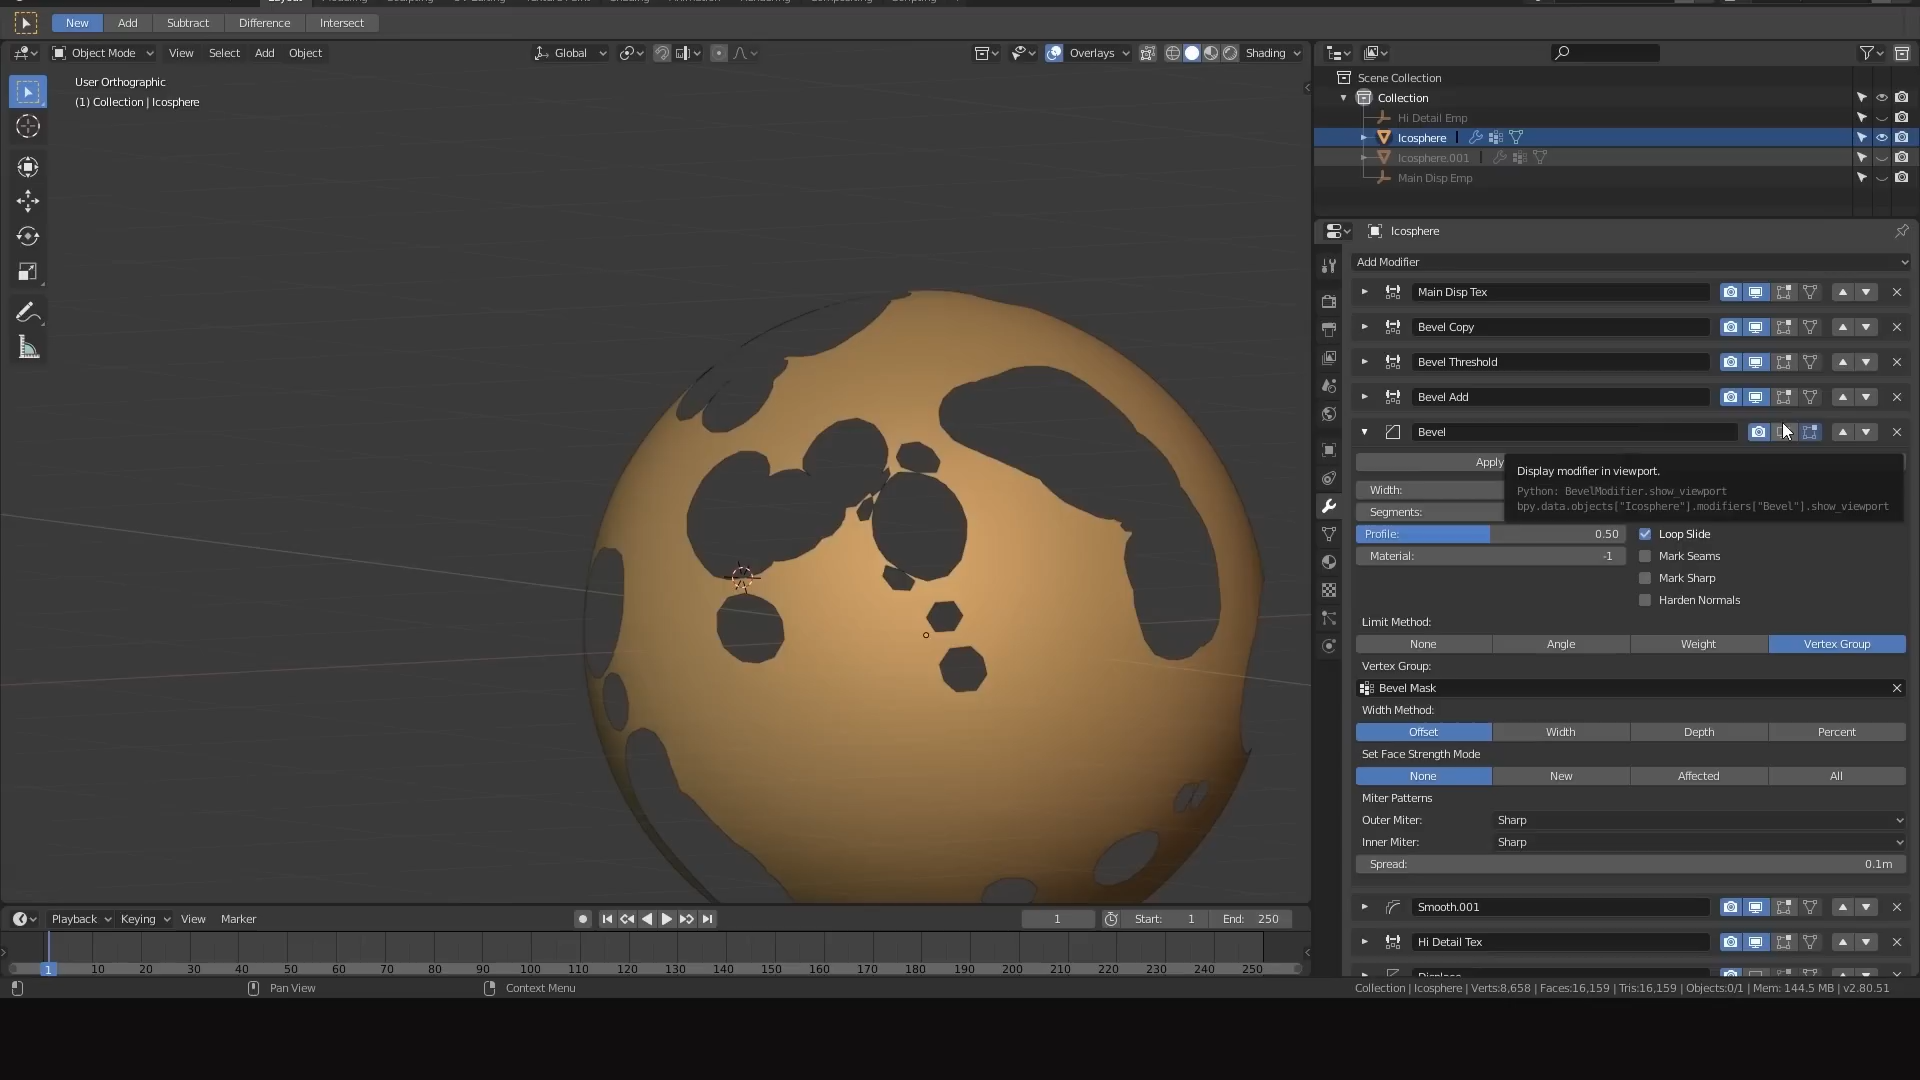 New Add Subtract Difference Intersect
Object Mode View Select Add Object Global Overlays Shading
User Orthographic
(1) Collection | Icosphere
Scene Collection
Collection
Hi Detail Emp
Icosphere
Icosphere.001
Main Disp Emp
Icosphere
Add Modifier
Main Disp Tex
Bevel Copy
Bevel Threshold
Bevel Add
Bevel
Apply
Display modifier in viewport.
Python: BevelModifier.show_viewport
bpy.data.objects["Icosphere"].modifiers["Bevel"].show_viewport
Width:
Segments:
Profile: 0.50 Loop Slide
Material: -1 Mark Seams
Mark Sharp
Harden Normals
Limit Method:
None Angle Weight Vertex Group
Vertex Group:
Bevel Mask
Width Method:
Offset Width Depth Percent
Set Face Strength Mode
None New Affected All
Miter Patterns
Outer Miter: Sharp
Inner Miter: Sharp
Spread: 0.1m
Smooth.001
Hi Detail Tex
Playback Keying View Marker 1 Start: 1 End: 250
1 10 20 30 40 50 60 70 80 90 100 110 120 130 140 150 160 170 180 190 200 210 220 230 240 250
Pan View Context Menu
Collection | Icosphere | Verts:8,658 | Faces:16,159 | Tris:16,159 | Objects:0/1 | Mem: 144.5 MB | v2.80.51